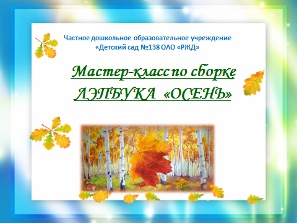 Частное дошкольное образовательное учреждение
«Детский сад №138 ОАО «РЖД»
Мастер-класс по сборке
ЛЭПБУКА «ОСЕНЬ»